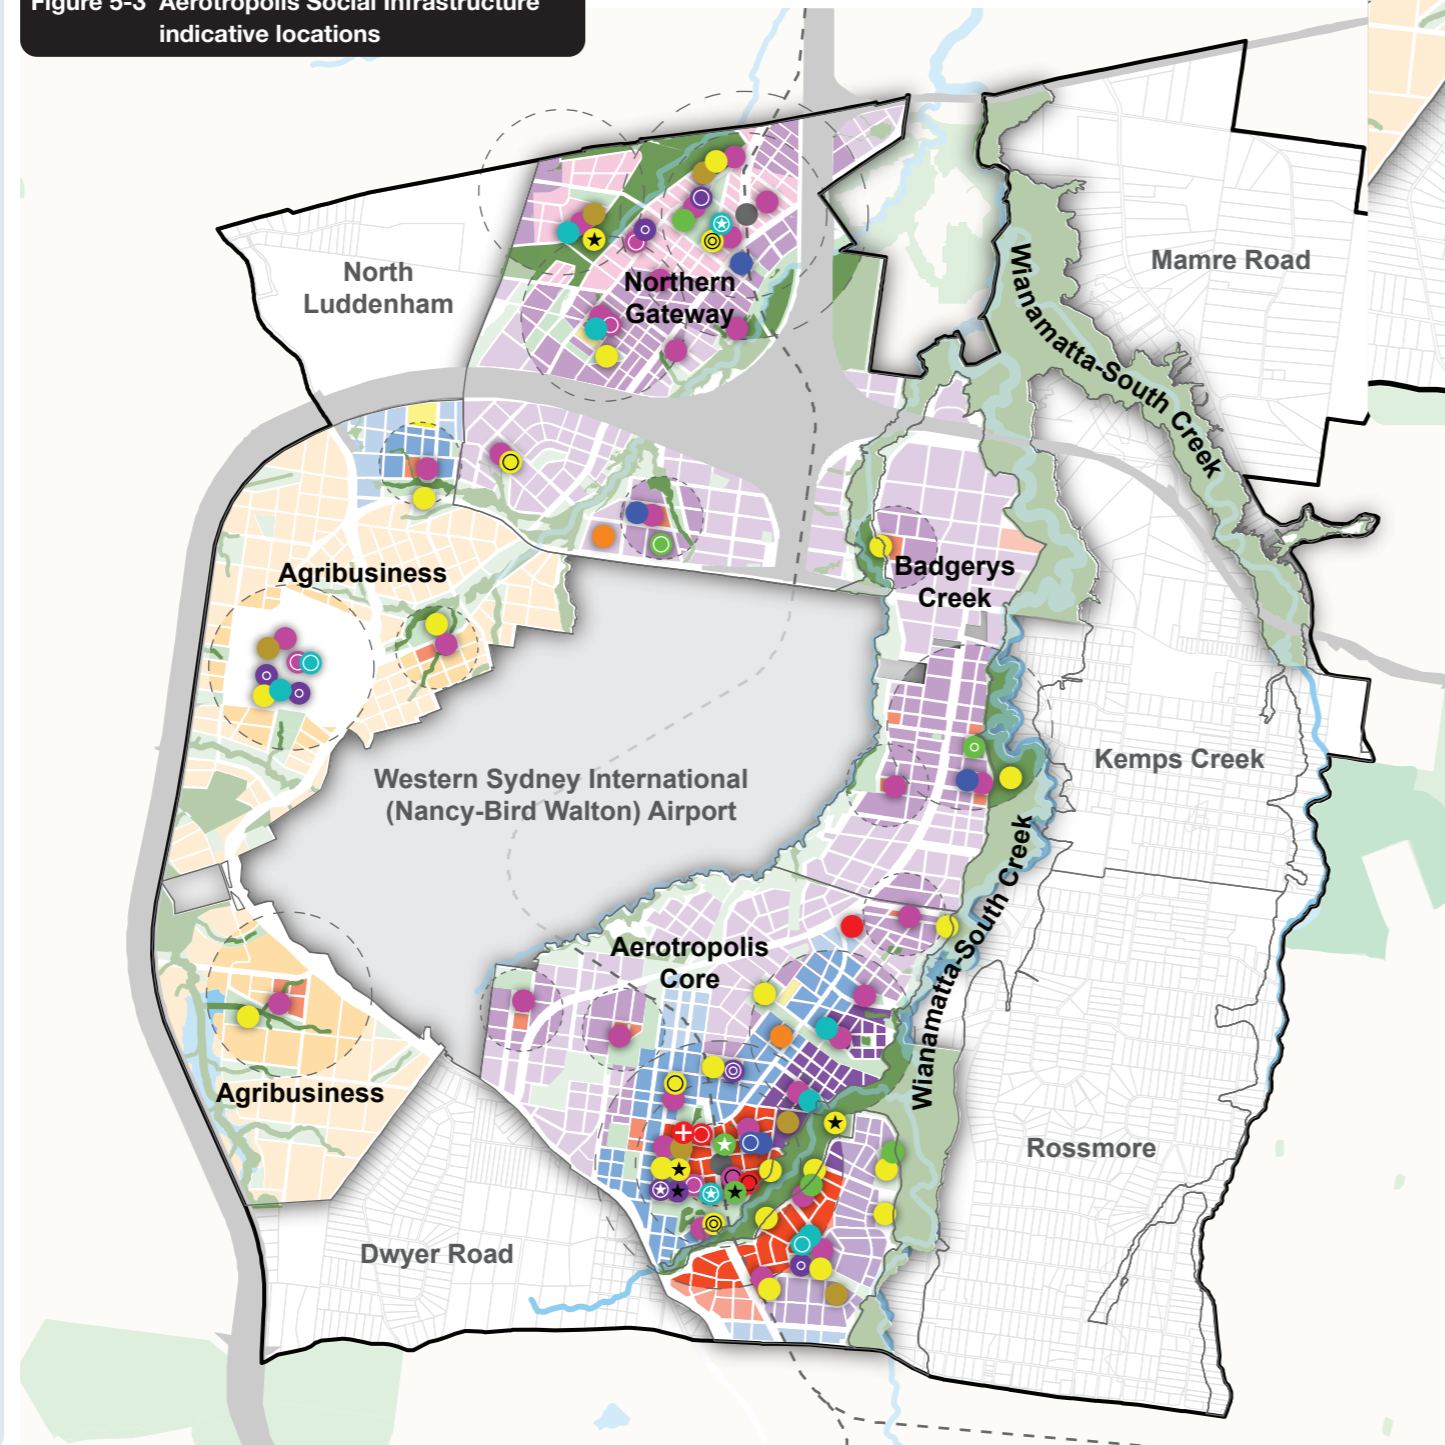 Figure 5-3 Aerotropolis Social Infrastructure
indicative locations
Mamre Road
North
Luddenham
Northern
Gateway
Wianamatta-South Creek
Agribusiness
Badgerys
Creek
Western Sydney International
(Nancy-Bird Walton) Airport
Kemps Creek
Aerotropolis
Core
Wianamatta-South Creek
Agribusiness
Rossmore
Dwyer Road